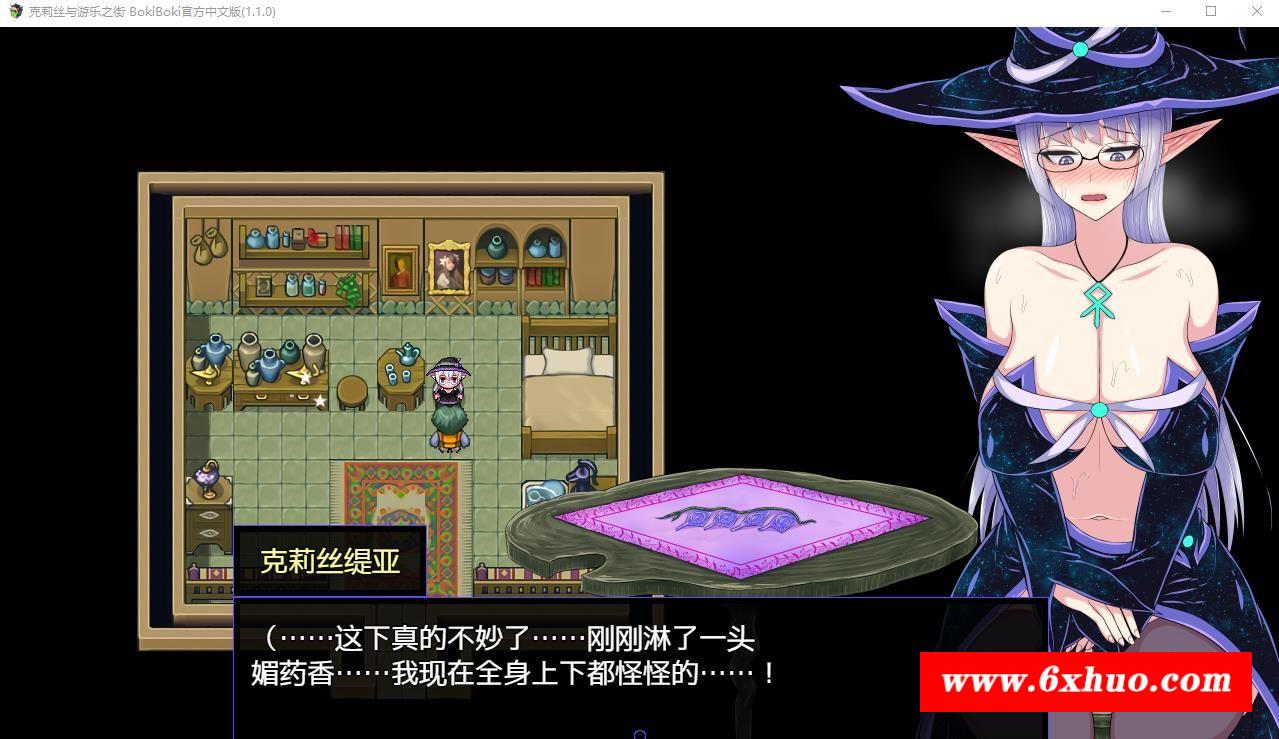 克莉丝与游乐之街 BokiBoki官方中文版(1.1.0)
克莉丝缇亚
（……这下真的不妙了……刚刚淋了一头
媚药香……我现在全身上下都怪怪的……！
www.6xhuo.com